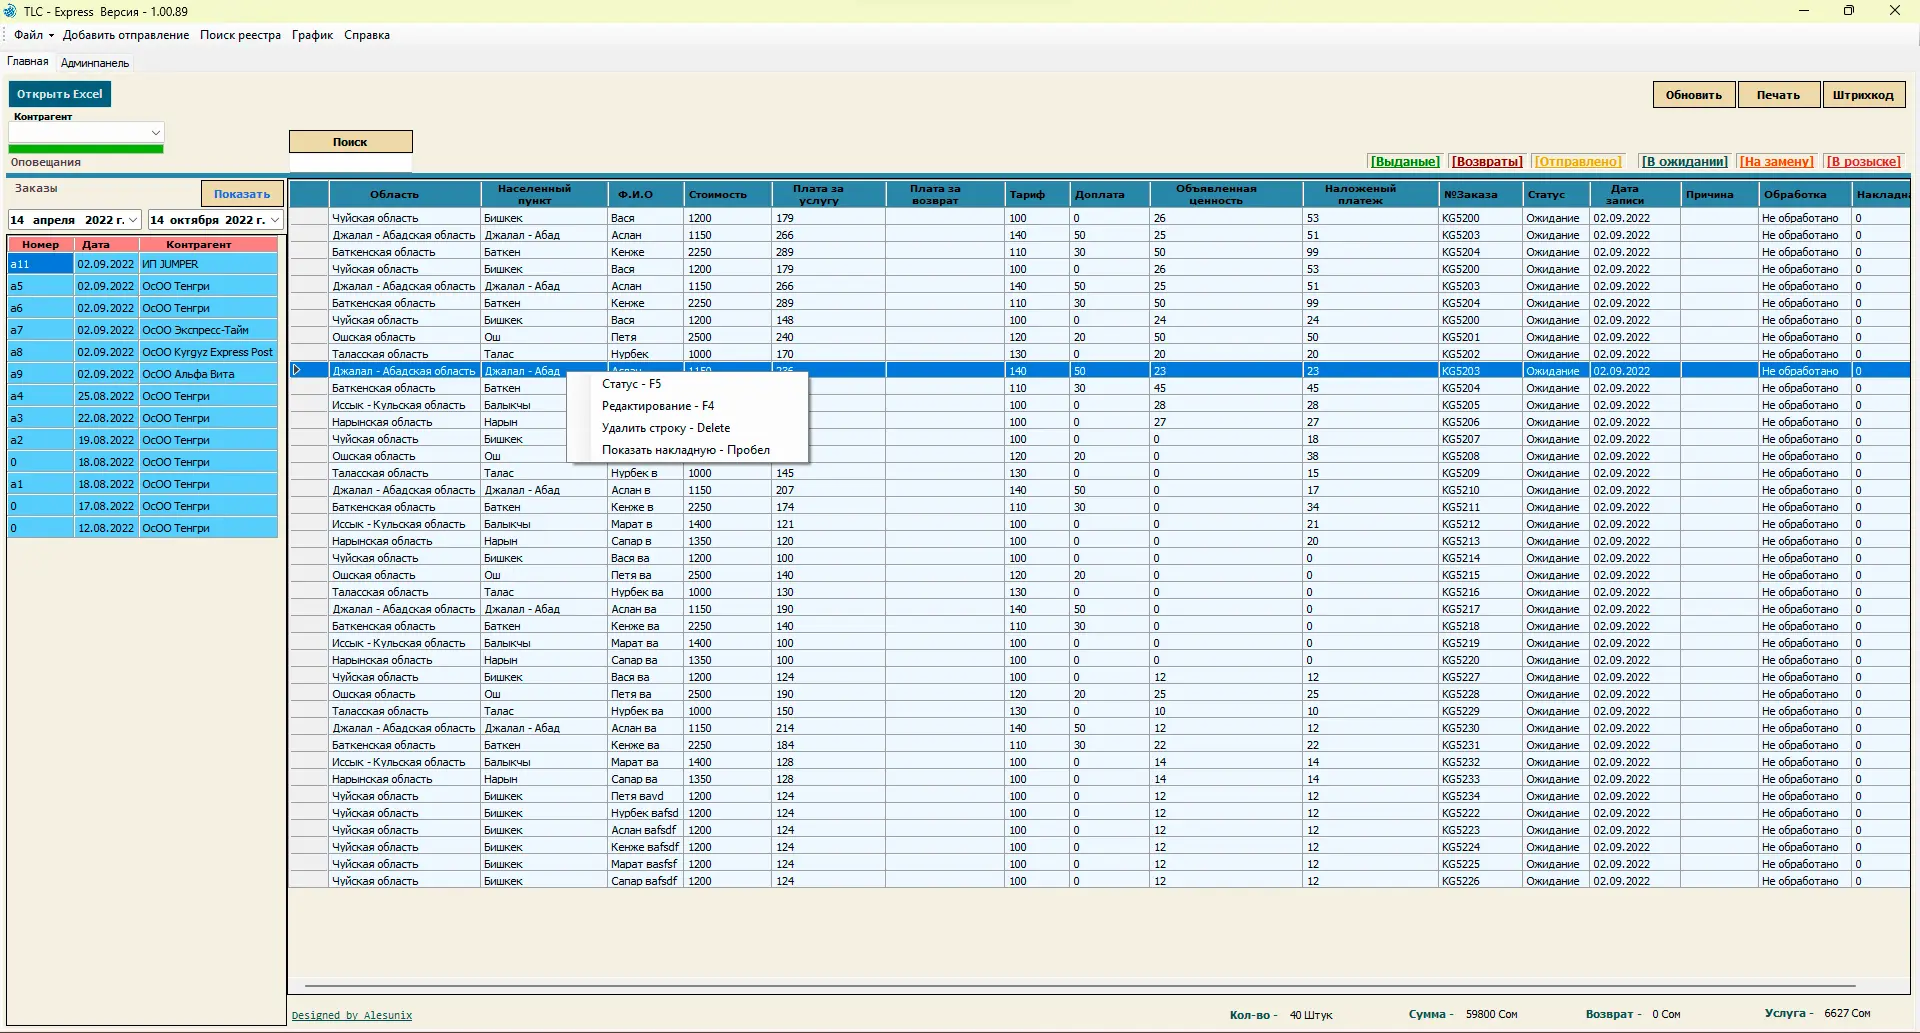 TLC - Express Версия - 1.00.89
Файл Добавить отправление Поиск реестра График Справка
Главная Админпанель
Открыть Excel
Обновить Печать Штрихкод
Контрагент
Поиск
Оповещания
[Выданые] [Возвраты] [Отправлено] [В ожидании] [На замену] [В розыске]
Заказы
Показать
14 апреля 2022 г. 14 октября 2022 г.
Номер Дата Контрагент
a11 02.09.2022 ИП JUMPER
a5 02.09.2022 ОсОО Тенгри
a6 02.09.2022 ОсОО Тенгри
a7 02.09.2022 ОсОО Экспресс-Тайм
a8 02.09.2022 ОсОО Kyrgyz Express Post
a9 02.09.2022 ОсОО Альфа Вита
a4 25.08.2022 ОсОО Тенгри
a3 22.08.2022 ОсОО Тенгри
a2 19.08.2022 ОсОО Тенгри
0 18.08.2022 ОсОО Тенгри
a1 18.08.2022 ОсОО Тенгри
0 17.08.2022 ОсОО Тенгри
0 12.08.2022 ОсОО Тенгри
Область Населенный пункт Ф.И.О Стоимость Плата за услугу Плата за возврат Тариф Доплата Объявленная ценность Наложеный платеж №Заказа Статус Дата записи Причина Обработка Накладна
Чуйская область Бишкек Вася 1200 179 100 0 26 53 KG5200 Ожидание 02.09.2022 Не обработано 0
Джалал - Абадская область Джалал - Абад Аслан 1150 266 140 50 25 51 KG5203 Ожидание 02.09.2022 Не обработано 0
Баткенская область Баткен Кенже 2250 289 110 30 50 99 KG5204 Ожидание 02.09.2022 Не обработано 0
Чуйская область Бишкек Вася 1200 179 100 0 26 53 KG5200 Ожидание 02.09.2022 Не обработано 0
Джалал - Абадская область Джалал - Абад Аслан 1150 266 140 50 25 51 KG5203 Ожидание 02.09.2022 Не обработано 0
Баткенская область Баткен Кенже 2250 289 110 30 50 99 KG5204 Ожидание 02.09.2022 Не обработано 0
Чуйская область Бишкек Вася 1200 148 100 0 24 24 KG5200 Ожидание 02.09.2022 Не обработано 0
Ошская область Ош Петя 2500 240 120 20 50 50 KG5201 Ожидание 02.09.2022 Не обработано 0
Таласская область Талас Нурбек 1000 170 130 0 20 20 KG5202 Ожидание 02.09.2022 Не обработано 0
Джалал - Абадская область Джалал - Абад Аслан 1150 236 140 50 23 23 KG5203 Ожидание 02.09.2022 Не обработано 0
Баткенская область Баткен 110 30 45 45 KG5204 Ожидание 02.09.2022 Не обработано 0
Иссык - Кульская область Балыкчы 100 0 28 28 KG5205 Ожидание 02.09.2022 Не обработано 0
Нарынская область Нарын 100 0 27 27 KG5206 Ожидание 02.09.2022 Не обработано 0
Чуйская область Бишкек 100 0 0 18 KG5207 Ожидание 02.09.2022 Не обработано 0
Ошская область Ош 120 20 0 38 KG5208 Ожидание 02.09.2022 Не обработано 0
Статус - F5
Редактирование - F4
Удалить строку - Delete
Показать накладную - Пробел
Таласская область Талас Нурбек в 1000 145 130 0 0 15 KG5209 Ожидание 02.09.2022 Не обработано 0
Джалал - Абадская область Джалал - Абад Аслан в 1150 207 140 50 0 17 KG5210 Ожидание 02.09.2022 Не обработано 0
Баткенская область Баткен Кенже в 2250 174 110 30 0 34 KG5211 Ожидание 02.09.2022 Не обработано 0
Иссык - Кульская область Балыкчы Марат в 1400 121 100 0 0 21 KG5212 Ожидание 02.09.2022 Не обработано 0
Нарынская область Нарын Сапар в 1350 120 100 0 0 20 KG5213 Ожидание 02.09.2022 Не обработано 0
Чуйская область Бишкек Вася ва 1200 100 100 0 0 0 KG5214 Ожидание 02.09.2022 Не обработано 0
Ошская область Ош Петя ва 2500 140 120 20 0 0 KG5215 Ожидание 02.09.2022 Не обработано 0
Таласская область Талас Нурбек ва 1000 130 130 0 0 0 KG5216 Ожидание 02.09.2022 Не обработано 0
Джалал - Абадская область Джалал - Абад Аслан ва 1150 190 140 50 0 0 KG5217 Ожидание 02.09.2022 Не обработано 0
Баткенская область Баткен Кенже ва 2250 140 110 30 0 0 KG5218 Ожидание 02.09.2022 Не обработано 0
Иссык - Кульская область Балыкчы Марат ва 1400 100 100 0 0 0 KG5219 Ожидание 02.09.2022 Не обработано 0
Нарынская область Нарын Сапар ва 1350 100 100 0 0 0 KG5220 Ожидание 02.09.2022 Не обработано 0
Чуйская область Бишкек Вася ва 1200 124 100 0 12 12 KG5227 Ожидание 02.09.2022 Не обработано 0
Ошская область Ош Петя ва 2500 190 120 20 25 25 KG5228 Ожидание 02.09.2022 Не обработано 0
Таласская область Талас Нурбек ва 1000 150 130 0 10 10 KG5229 Ожидание 02.09.2022 Не обработано 0
Джалал - Абадская область Джалал - Абад Аслан ва 1150 214 140 50 12 12 KG5230 Ожидание 02.09.2022 Не обработано 0
Баткенская область Баткен Кенже ва 2250 184 110 30 22 22 KG5231 Ожидание 02.09.2022 Не обработано 0
Иссык - Кульская область Балыкчы Марат ва 1400 128 100 0 14 14 KG5232 Ожидание 02.09.2022 Не обработано 0
Нарынская область Нарын Сапар ва 1350 128 100 0 14 14 KG5233 Ожидание 02.09.2022 Не обработано 0
Чуйская область Бишкек Петя ваvd 1200 124 100 0 12 12 KG5234 Ожидание 02.09.2022 Не обработано 0
Чуйская область Бишкек Нурбек ваfsd 1200 124 100 0 12 12 KG5222 Ожидание 02.09.2022 Не обработано 0
Чуйская область Бишкек Аслан ваfsdf 1200 124 100 0 12 12 KG5223 Ожидание 02.09.2022 Не обработано 0
Чуйская область Бишкек Кенже ваfsdf 1200 124 100 0 12 12 KG5224 Ожидание 02.09.2022 Не обработано 0
Чуйская область Бишкек Марат ваsfsf 1200 124 100 0 12 12 KG5225 Ожидание 02.09.2022 Не обработано 0
Чуйская область Бишкек Сапар ваfsdf 1200 124 100 0 12 12 KG5226 Ожидание 02.09.2022 Не обработано 0
Designed by Alesunix
Кол-во - 40 Штук Сумма - 59800 Сом Возврат - 0 Сом Услуга - 6627 Сом